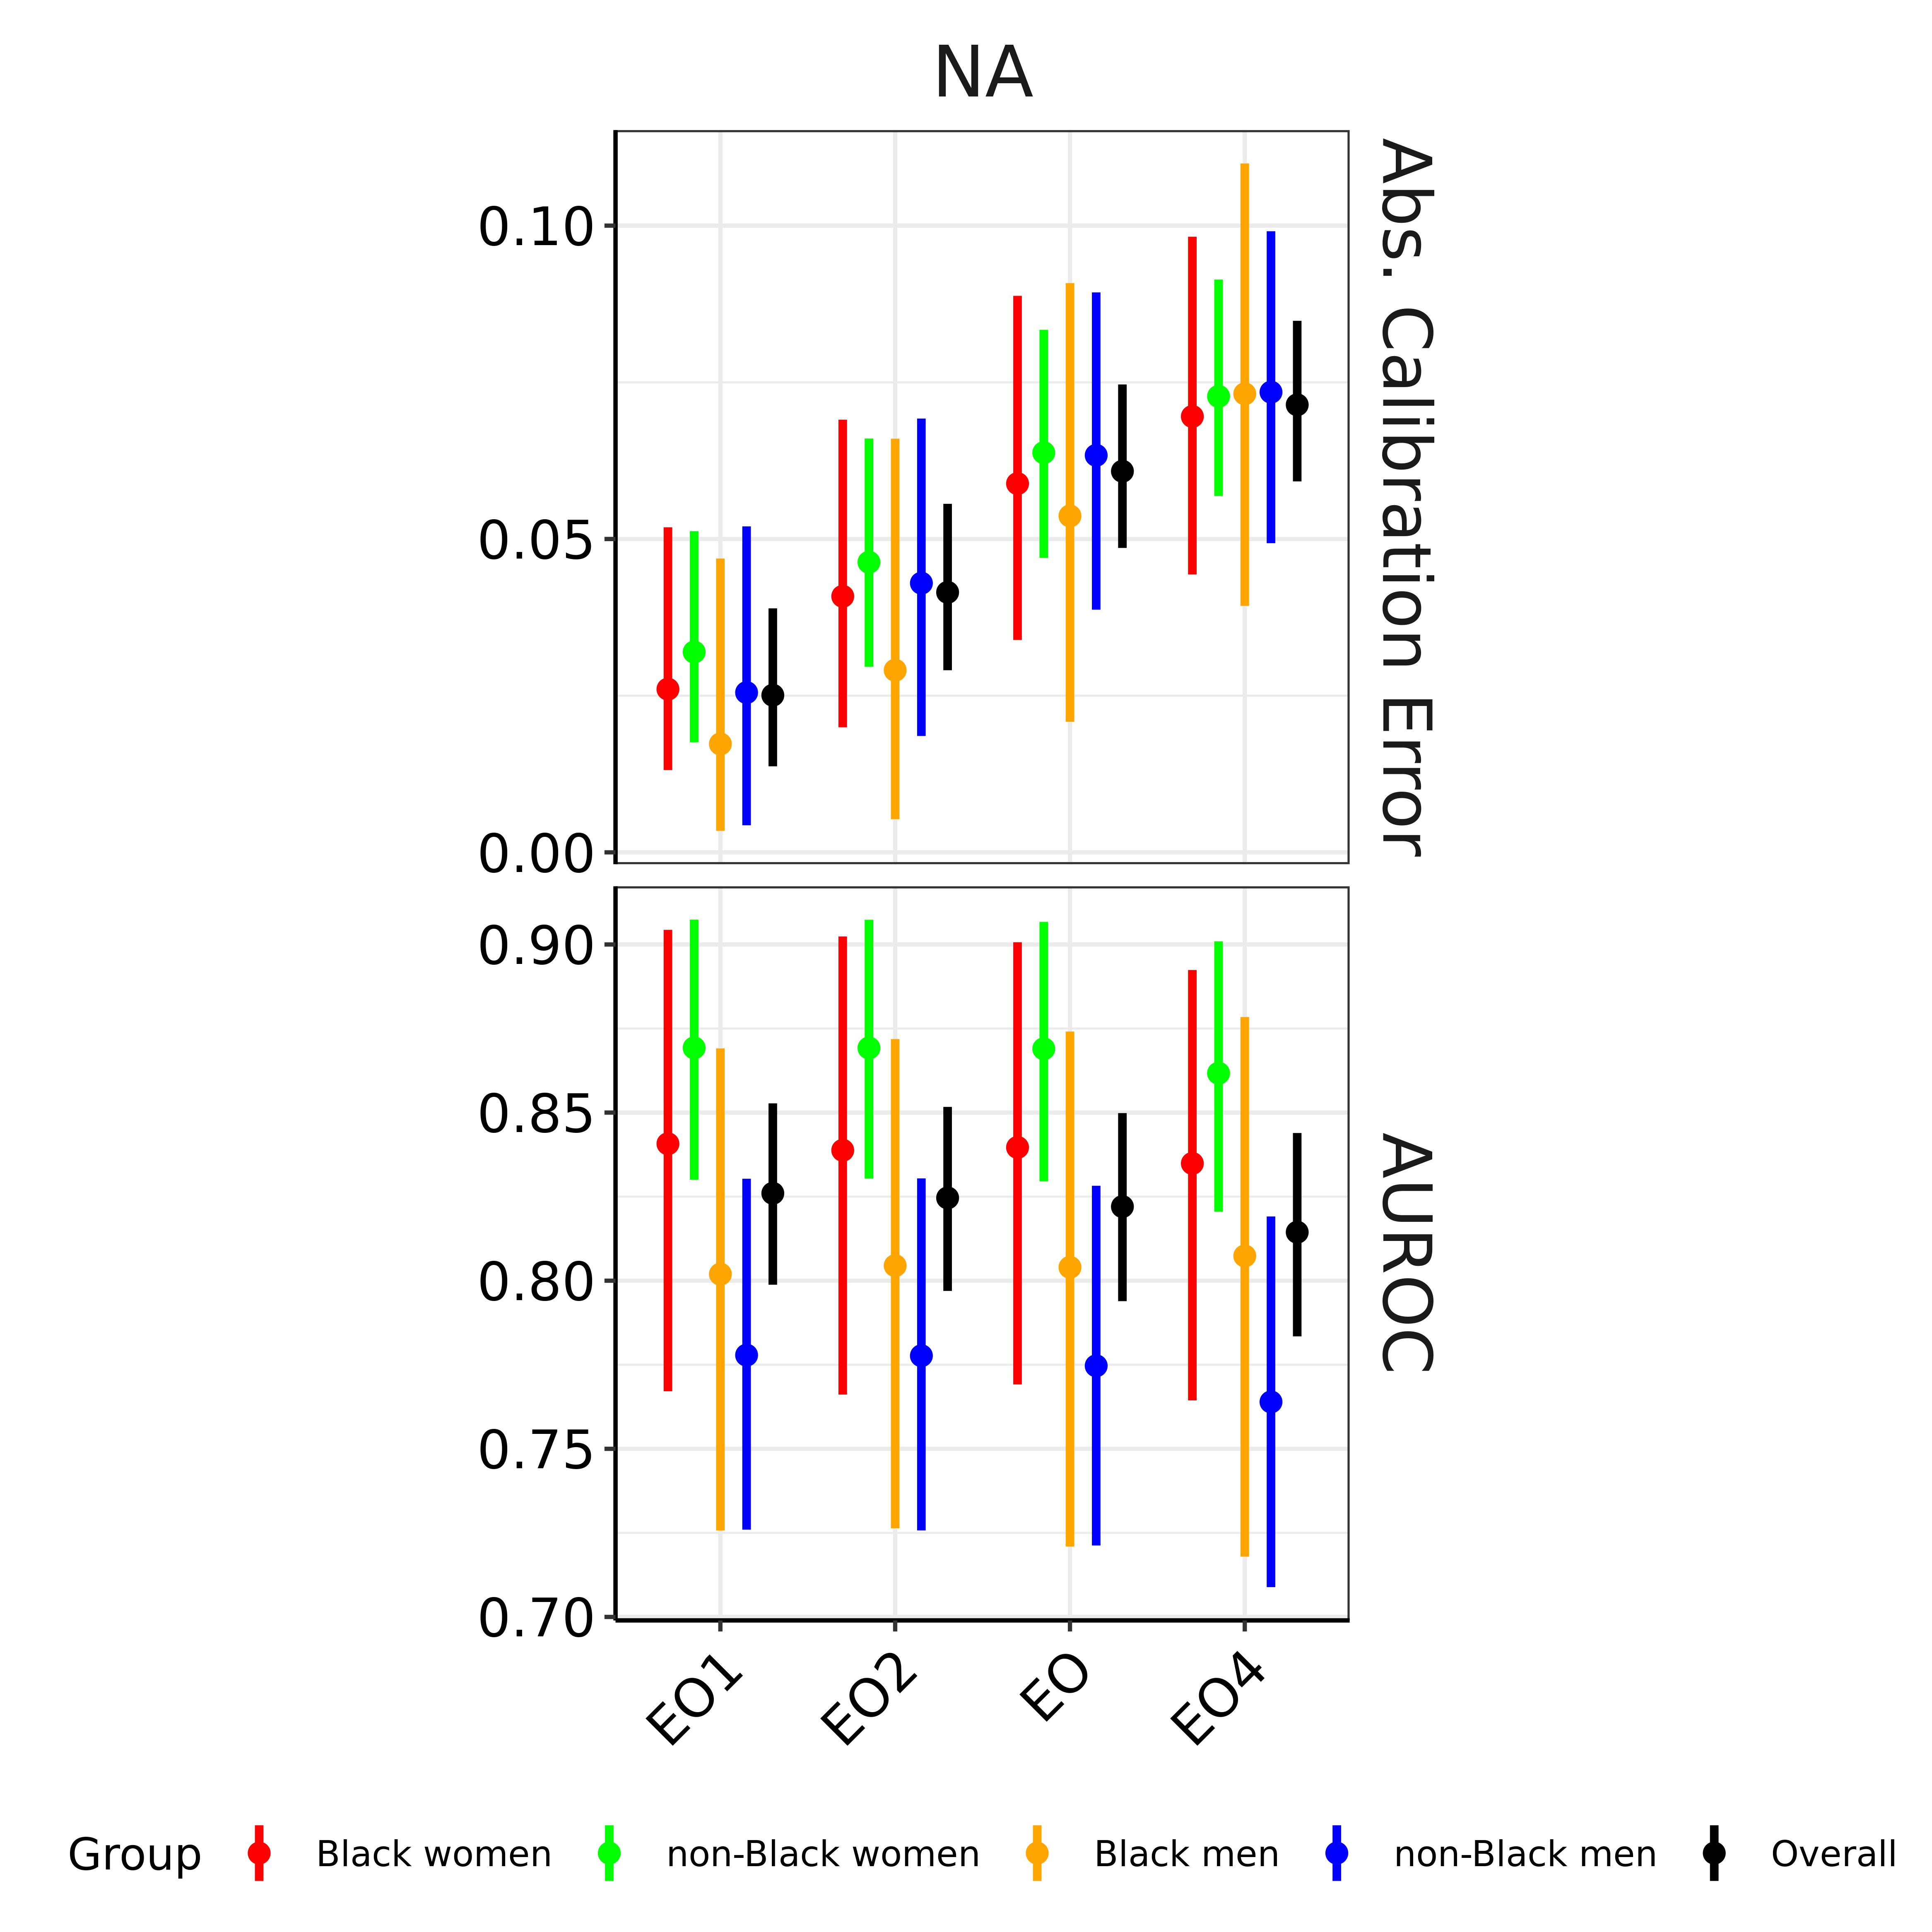 NA
0.10
0.05
0.00
Abs. Calibration Error
0.90
0.85
0.80
0.75
0.70
AUROC
EO1
EO2
EO
EO4
Group
Black women
non-Black women
Black men
non-Black men
Overall